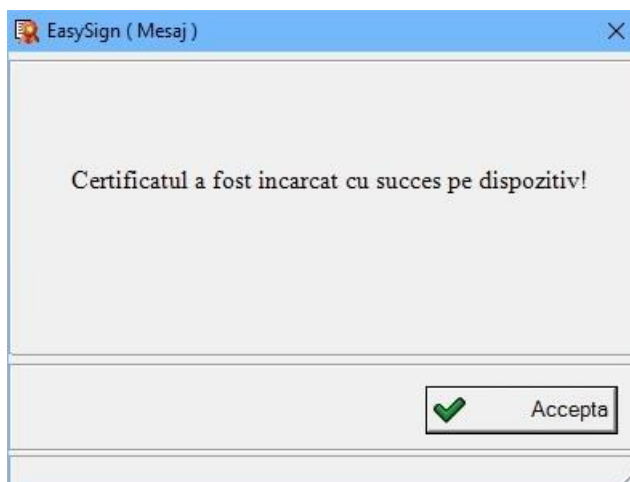 EasySign ( Mesaj )
Certificatul a fost incarcat cu succes pe dispozitiv!
Accepta